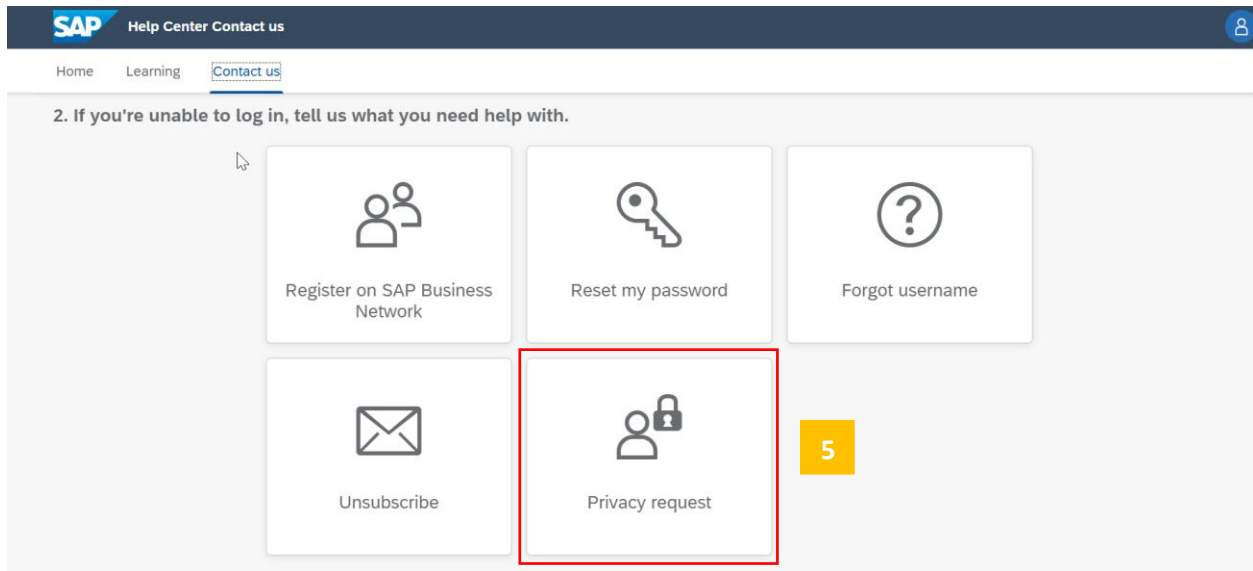 SAP Help Center Contact us
Home Learning Contact us
2. If you're unable to log in, tell us what you need help with.
Register on SAP Business
Network
Reset my password
Forgot username
Unsubscribe
Privacy request
5